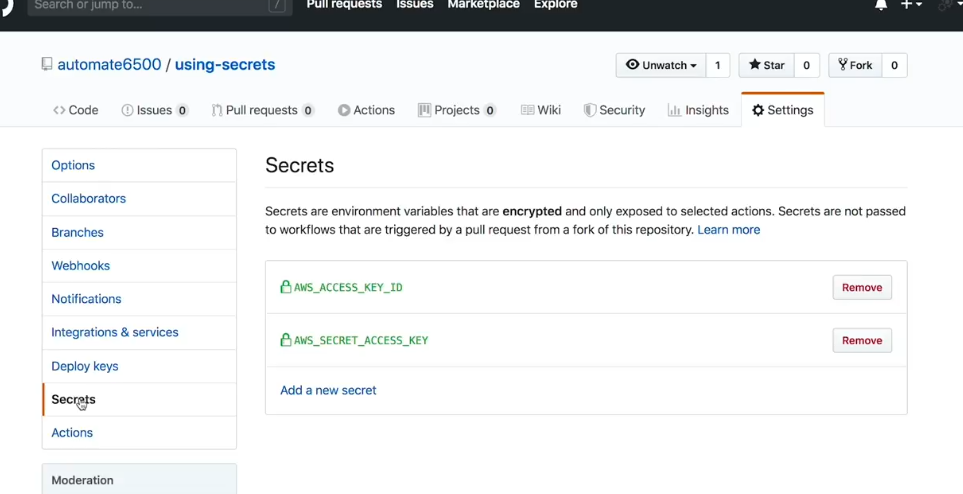 Search or jump to... / Pull requests Issues Marketplace Explore
automate6500 / using-secrets Unwatch 1 Star 0 Fork 0
Code Issues 0 Pull requests 0 Actions Projects 0 Wiki Security Insights Settings
Options
Collaborators
Branches
Webhooks
Notifications
Integrations & services
Deploy keys
Secrets
Actions
Moderation
Secrets
Secrets are environment variables that are encrypted and only exposed to selected actions. Secrets are not passed
to workflows that are triggered by a pull request from a fork of this repository. Learn more
AWS_ACCESS_KEY_ID Remove
AWS_SECRET_ACCESS_KEY Remove
Add a new secret